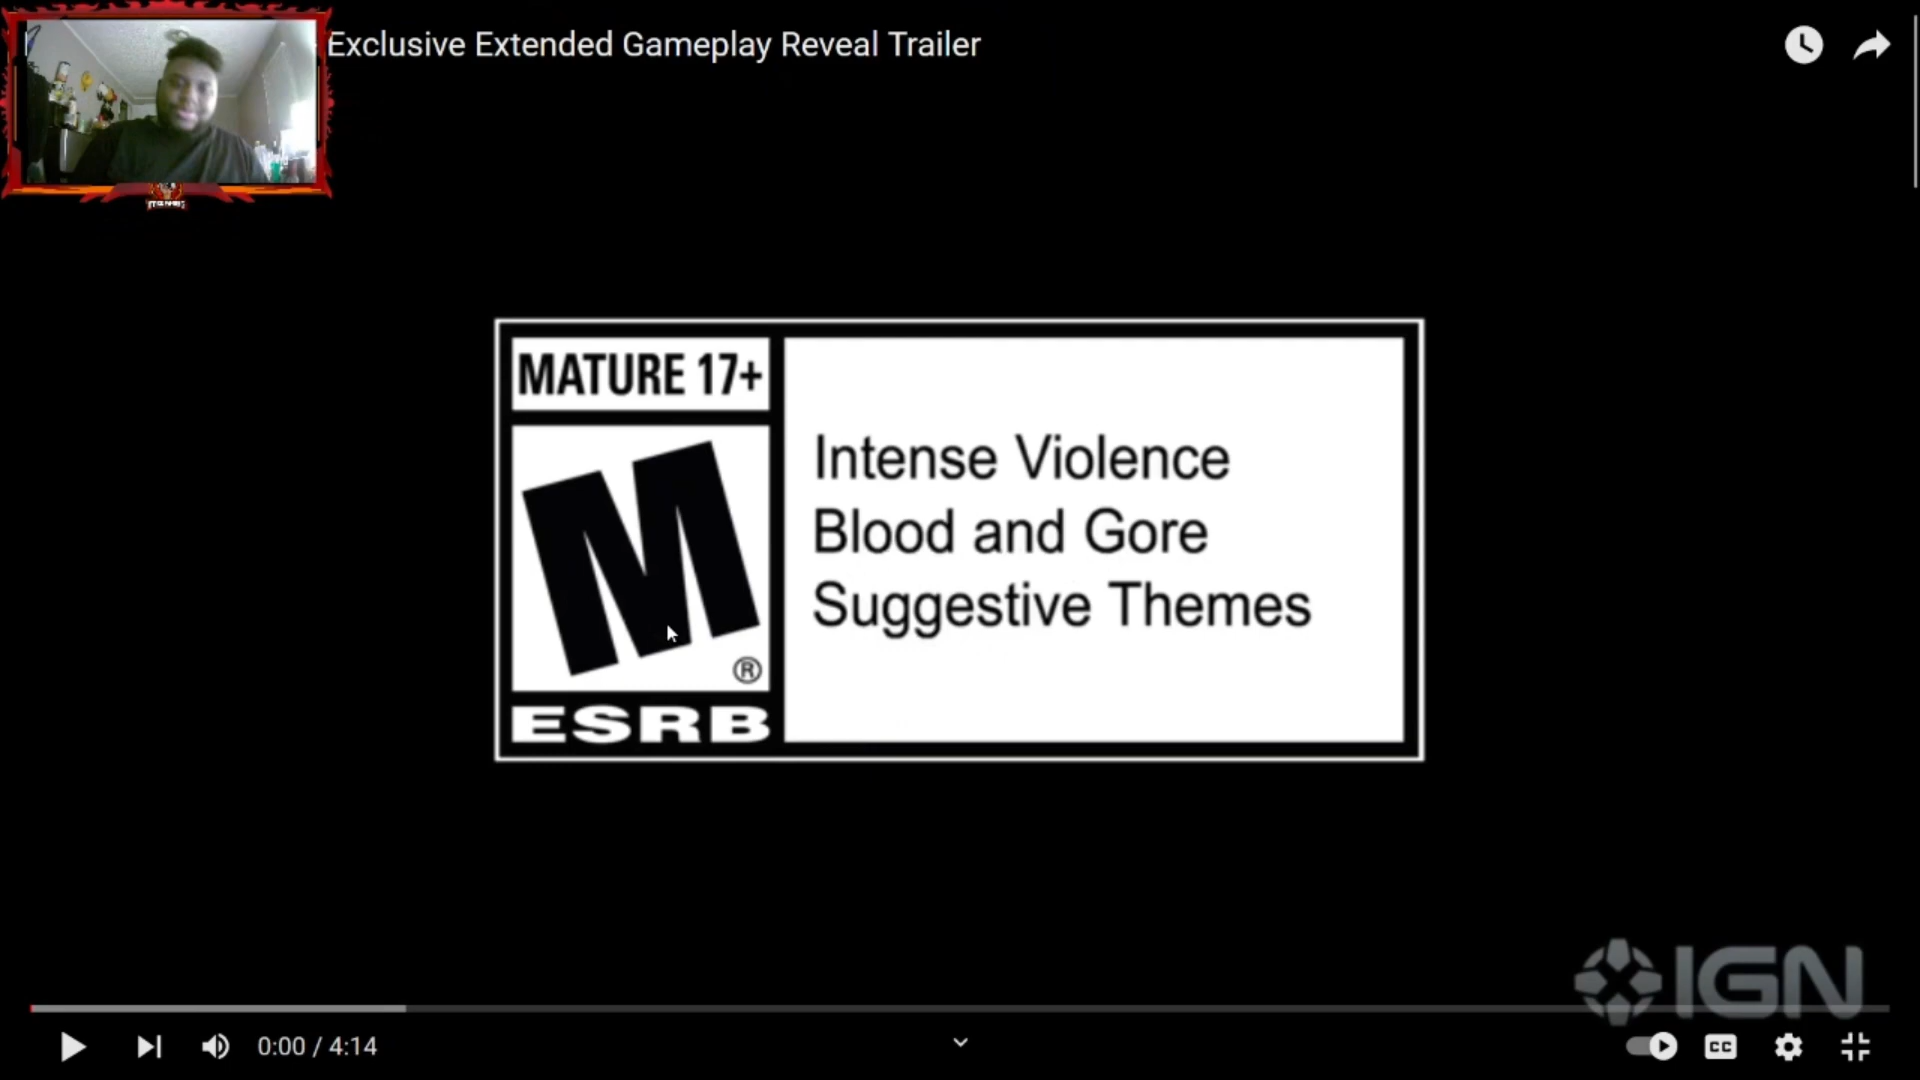 Exclusive Extended Gameplay Reveal Trailer
MATURE 17+
M
®
ESRB
Intense Violence
Blood and Gore
Suggestive Themes
IGN
0:00 / 4:14
CC